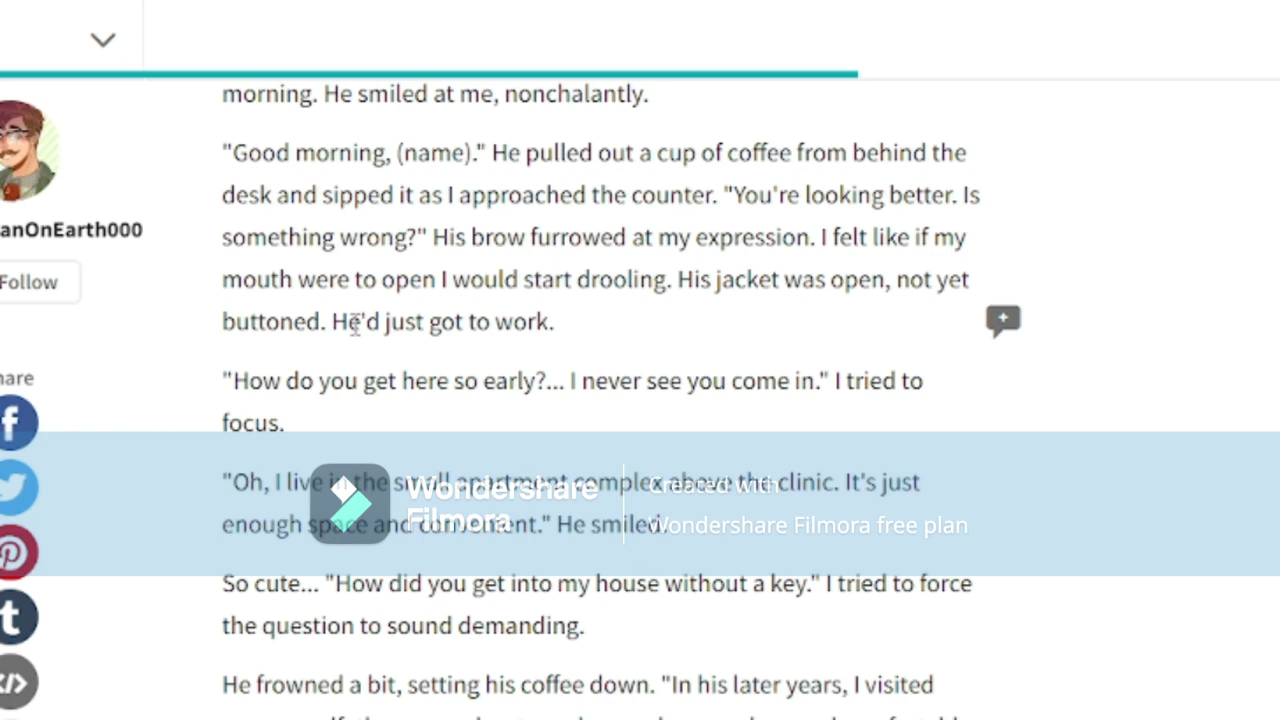 morning. He smiled at me, nonchalantly.
"Good morning, (name)." He pulled out a cup of coffee from behind the
desk and sipped it as I approached the counter. "You're looking better. Is
something wrong?" His brow furrowed at my expression. I felt like if my
mouth were to open I would start drooling. His jacket was open, not yet
buttoned. He'd just got to work.
anOnEarth000
Follow
"How do you get here so early?... I never see you come in." I tried to
focus.
hare
"Oh, I live in the small apartment complex above the clinic. It's just
enough space and convenient." He smiled.
Wondershare
Filmora
Created with
Wondershare Filmora free plan
So cute... "How did you get into my house without a key." I tried to force
the question to sound demanding.
He frowned a bit, setting his coffee down. "In his later years, I visited